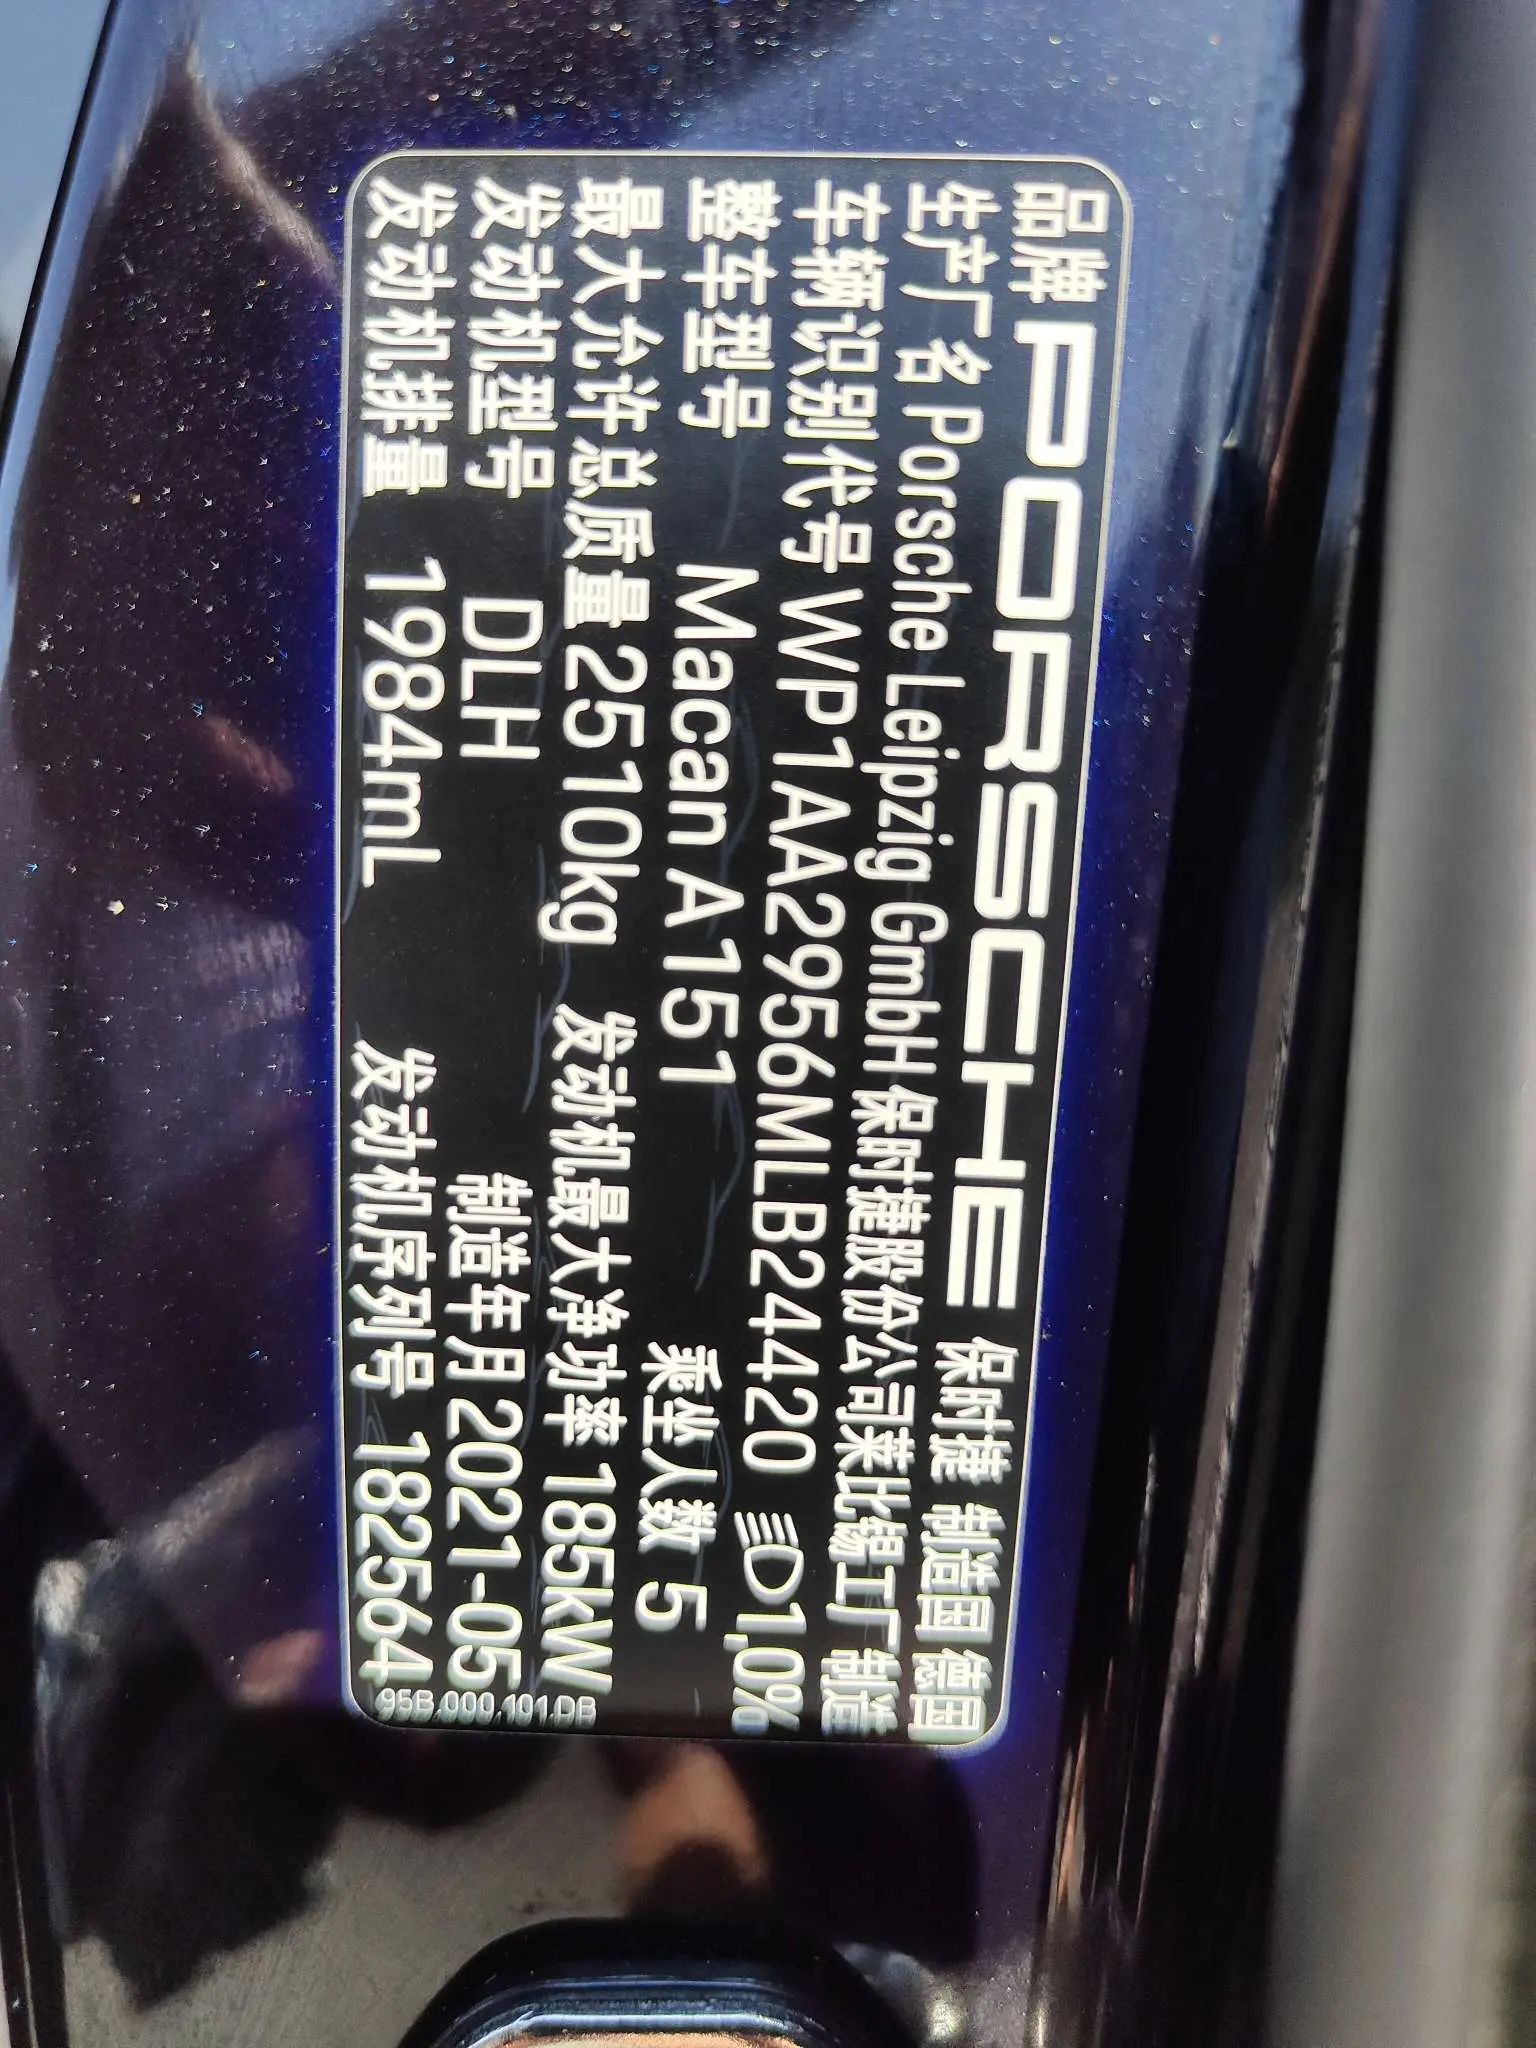 品牌 PORSCHE 保时捷 制造国 德国
生产厂名 Porsche Leipzig GmbH 保时捷股份公司莱比锡工厂制造
车辆识别代号 WP1AA2956MLB24420 1,0%
整车型号 Macan A151 乘坐人数 5
最大允许总质量 2510kg 发动机最大净功率 185kW
发动机型号 DLH 制造年月 2021-05
发动机排量 1984mL 发动机序列号 182564
95B.000.101.DB